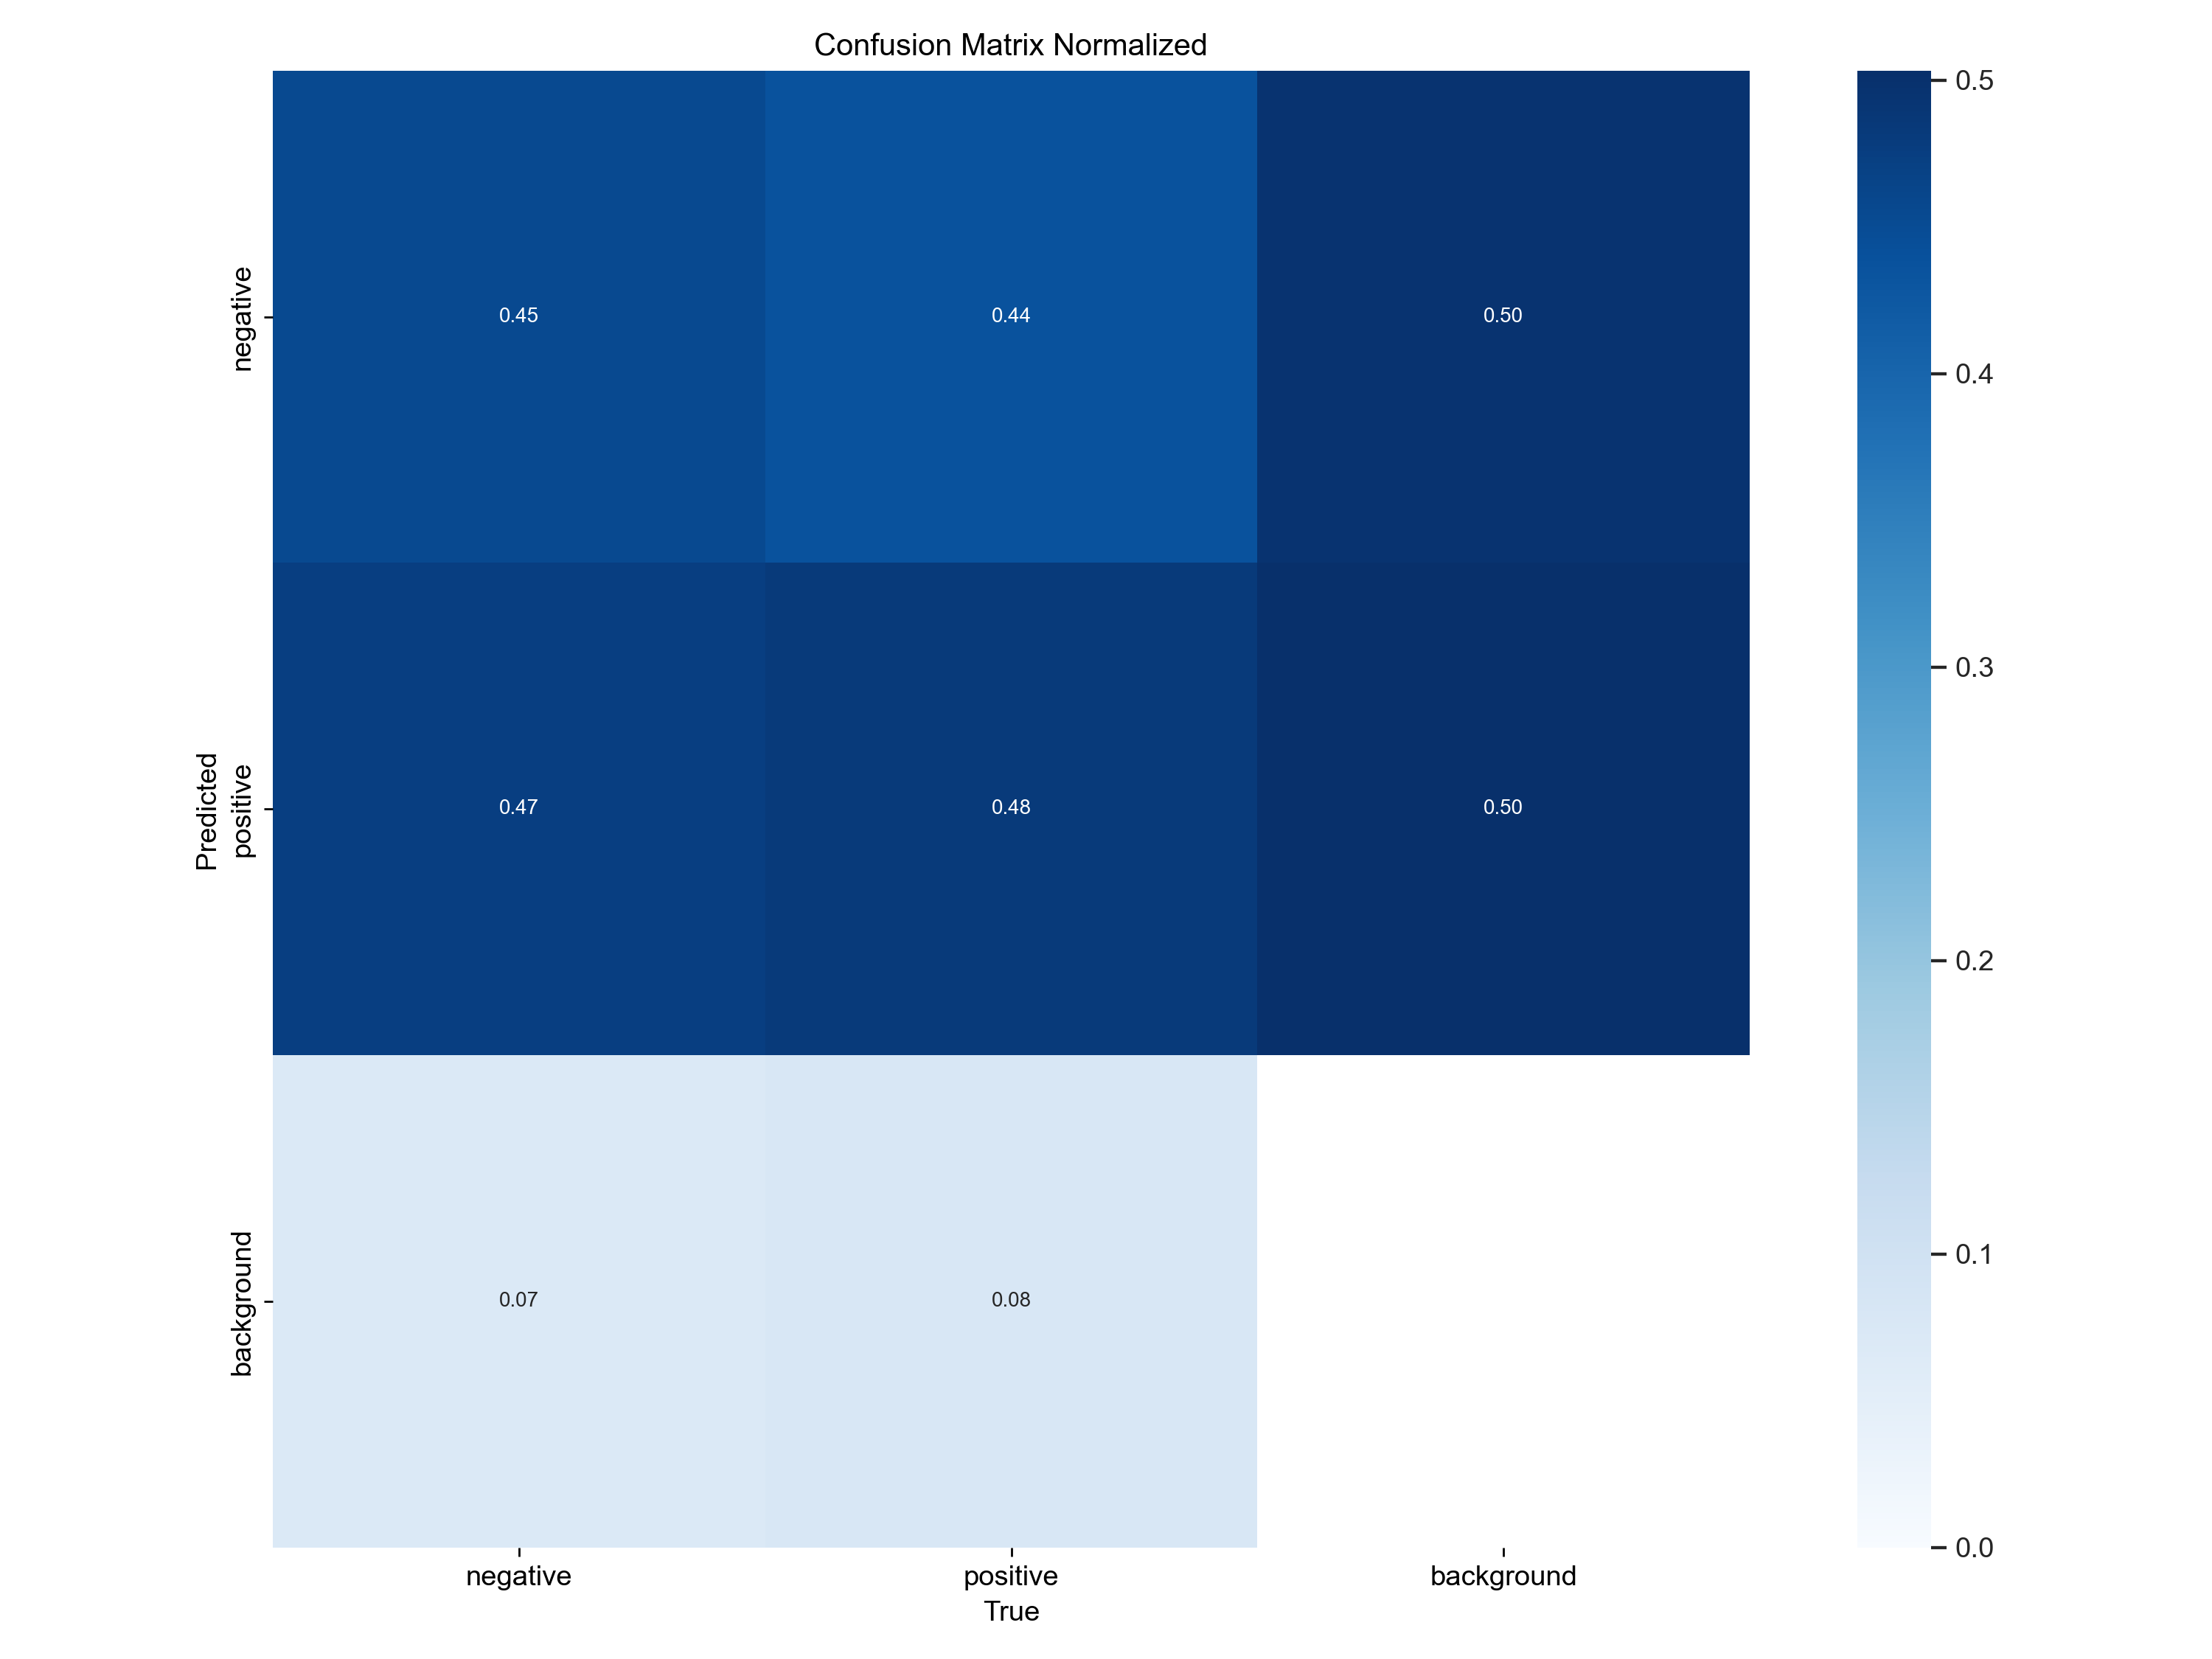 Confusion Matrix Normalized
0.5
0.4
0.3
0.2
0.1
0.0
Predicted
negative
0.45 0.44 0.50
positive
0.47 0.48 0.50
background
0.07 0.08
negative positive background
True